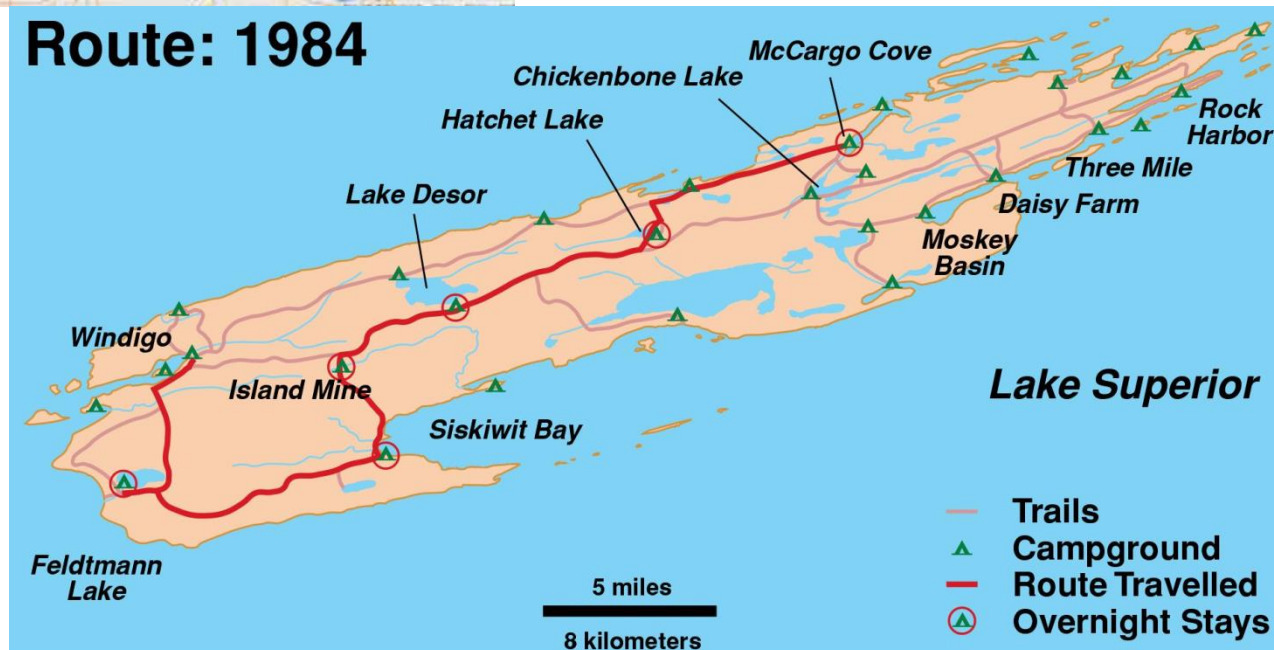 Route: 1984
McCargo Cove
Chickenbone Lake
Hatchet Lake
Lake Desor
Rock
Harbor
Three Mile
Daisy Farm
Moskey
Basin
Windigo
Island Mine
Siskiwit Bay
Lake Superior
Feldtmann
Lake
5 miles
8 kilometers
Trails
Campground
Route Travelled
Overnight Stays